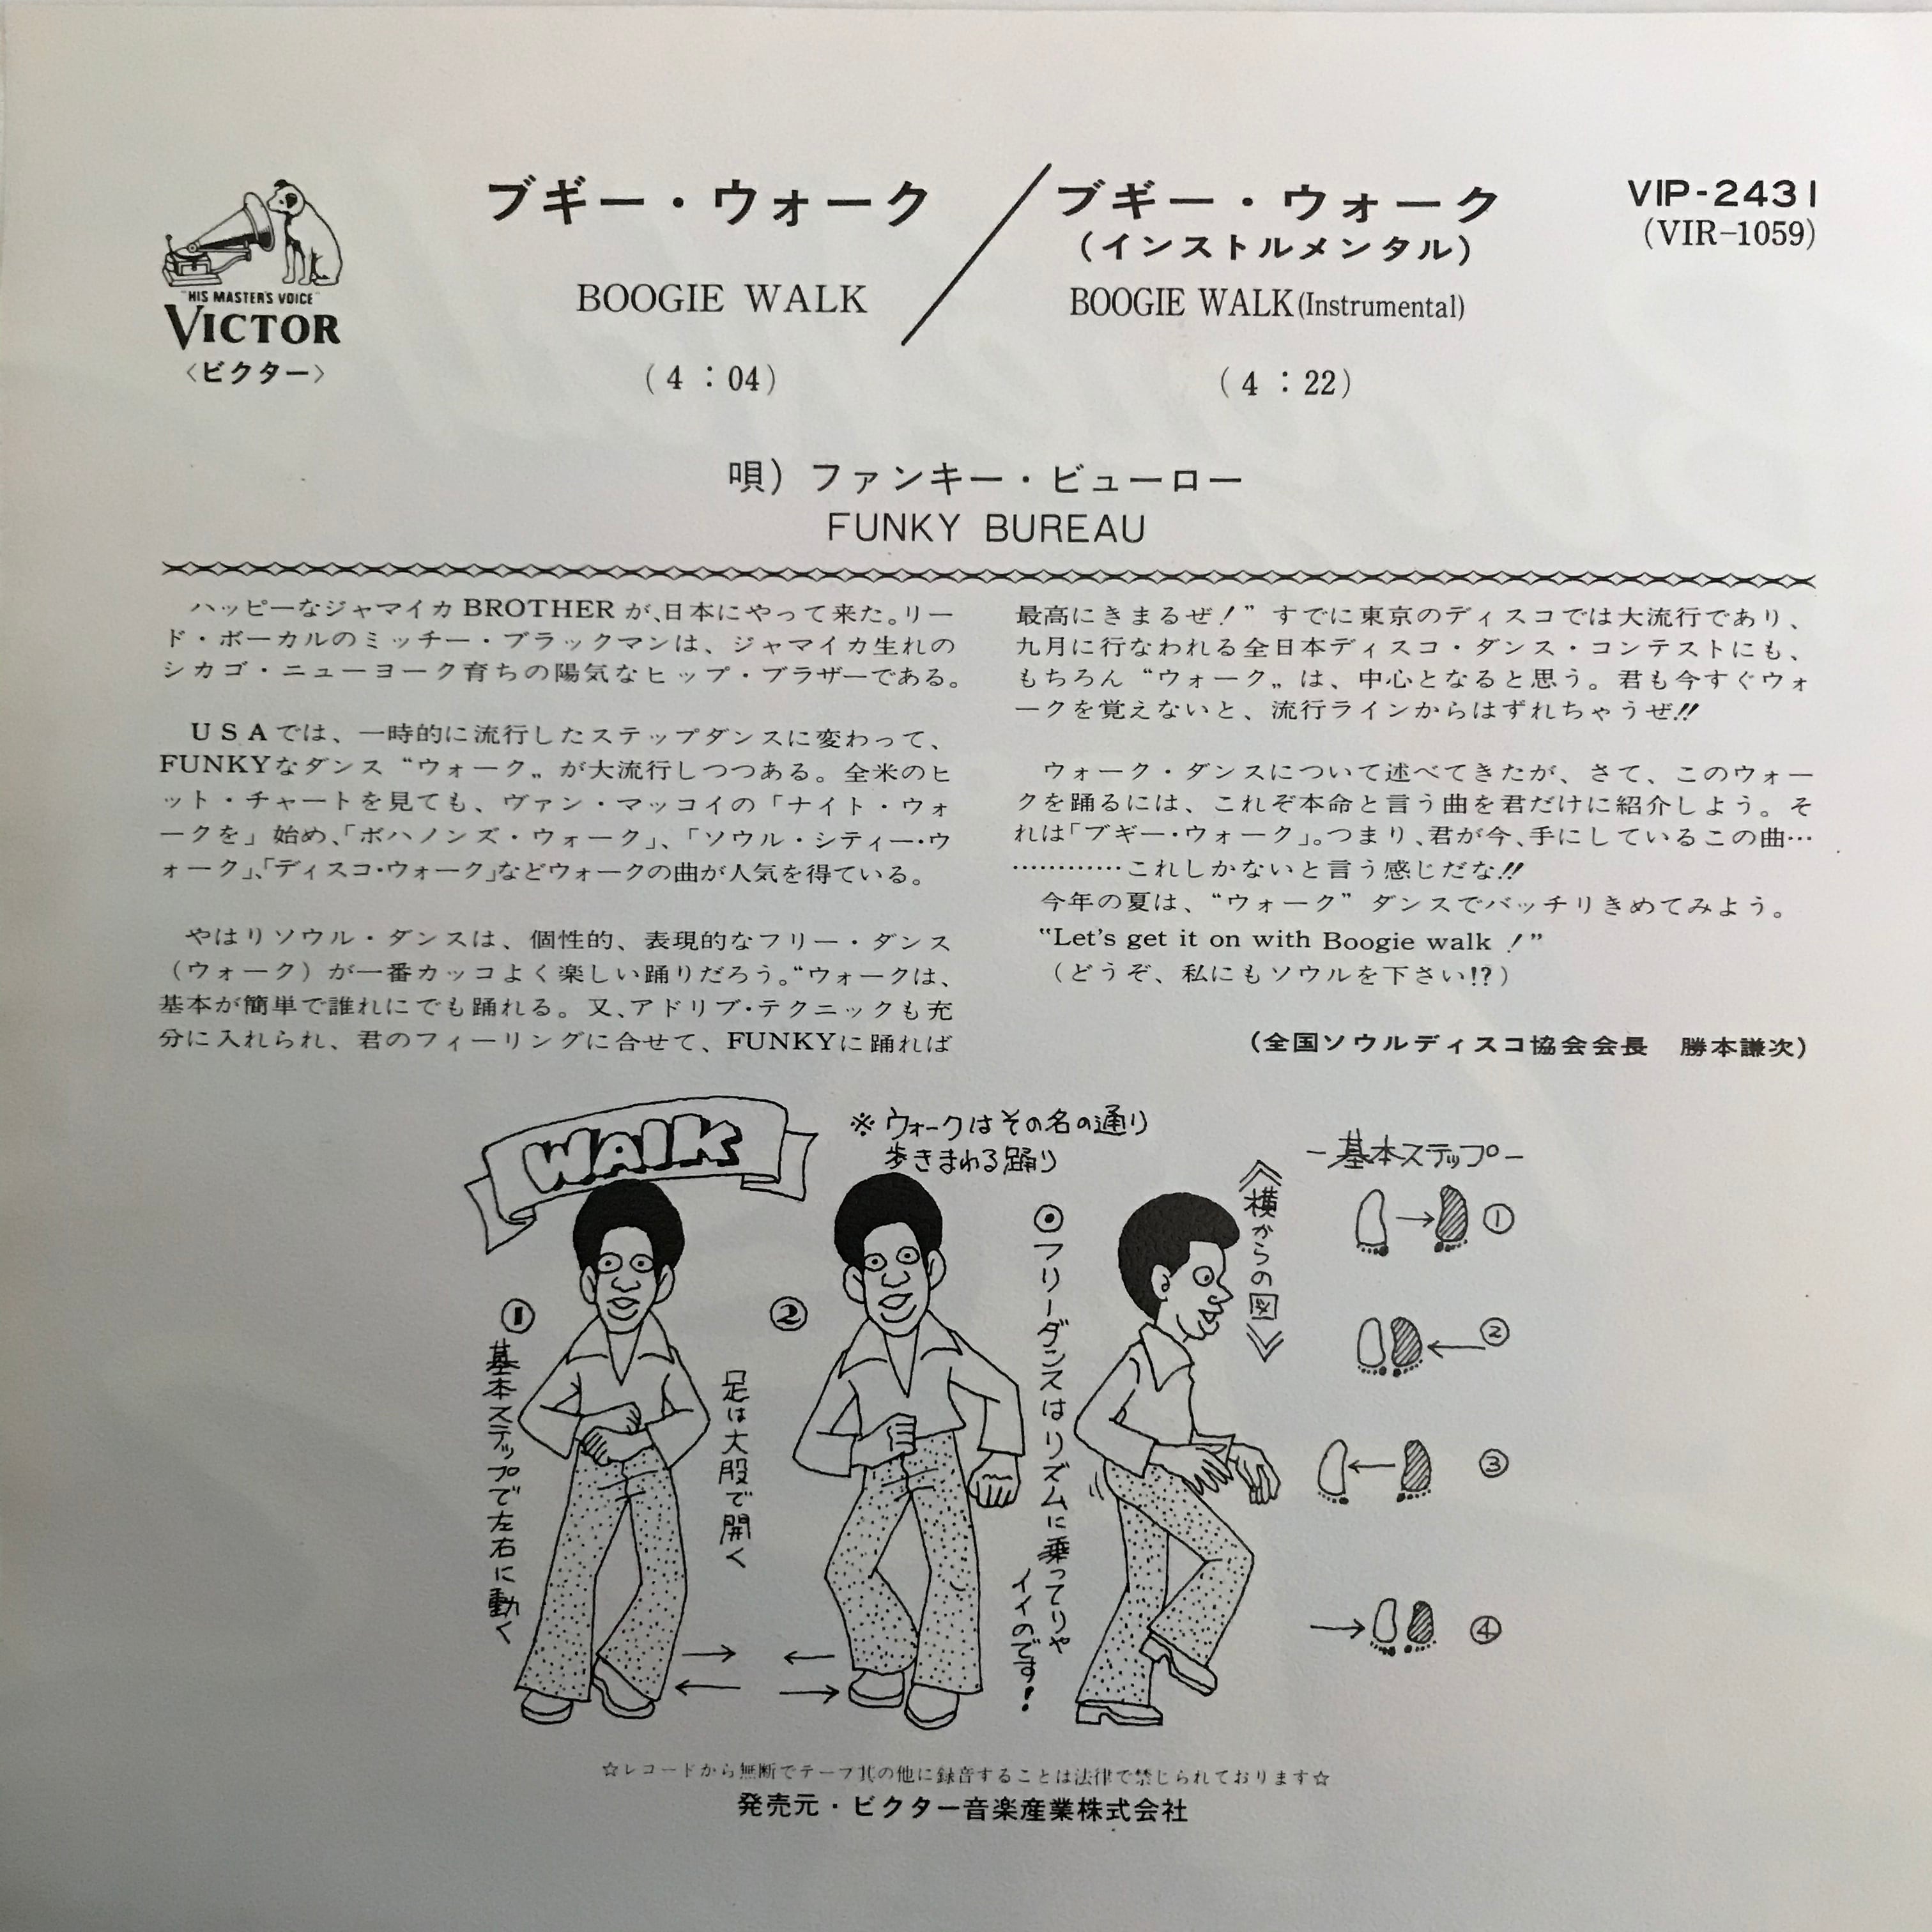 "HIS MASTER'S VOICE"
VICTOR
〈ビクター〉
ブギー・ウォーク
BOOGIE WALK
(4：04)
ブギー・ウォーク
(インストルメンタル)
BOOGIE WALK(Instrumental)
(4：22)
VIP-2431
(VIR-1059)
唄）ファンキー・ビューロー
FUNKY BUREAU
ハッピーなジャマイカ BROTHER が、日本にやって来た。リー
ド・ボーカルのミッチー・ブラックマンは、ジャマイカ生れの
シカゴ・ニューヨーク育ちの陽気なヒップ・ブラザーである。
USAでは、一時的に流行したステップダンスに変わって、
FUNKYなダンス“ウォーク„が大流行しつつある。全米のヒ
ット・チャートを見ても、ヴァン・マッコイの「ナイト・ウォ
ークを」始め、「ボハノンズ・ウォーク」、「ソウル・シティー・ウ
ォーク」、「ディスコ・ウォーク」などウォークの曲が人気を得ている。
やはりソウル・ダンスは、個性的、表現的なフリー・ダンス
（ウォーク）が一番カッコよく楽しい踊りだろう。“ウォークは、
基本が簡単で誰れにでも踊れる。又、アドリブ・テクニックも充
分に入れられ、君のフィーリングに合せて、FUNKYに踊れば
最高にきまるぜ！” すでに東京のディスコでは大流行であり、
九月に行なわれる全日本ディスコ・ダンス・コンテストにも、
もちろん“ウォーク„は、中心となると思う。君も今すぐウォ
ークを覚えないと、流行ラインからはずれちゃうぜ!!
ウォーク・ダンスについて述べてきたが、さて、このウォー
クを踊るには、これぞ本命と言う曲を君だけに紹介しよう。そ
れは「ブギー・ウォーク」。つまり、君が今、手にしているこの曲…
…………これしかないと言う感じだな!!
今年の夏は、“ウォーク” ダンスでバッチリきめてみよう。
“Let's get it on with Boogie walk！”
（どうぞ、私にもソウルを下さい!?）
（全国ソウルディスコ協会会長　勝本謙次）
WALK
※ウォークはその名の通り
歩きまわる踊り
①
基本ステップで左右に動く
足は大股で開く
②
⦿フリーダンスはリズムに乗ってりゃ
イイのです！
《横からの図》
－基本ステップ－
①
②
③
④
☆レコードから無断でテープ其の他に録音することは法律で禁じられております☆
発売元・ビクター音楽産業株式会社